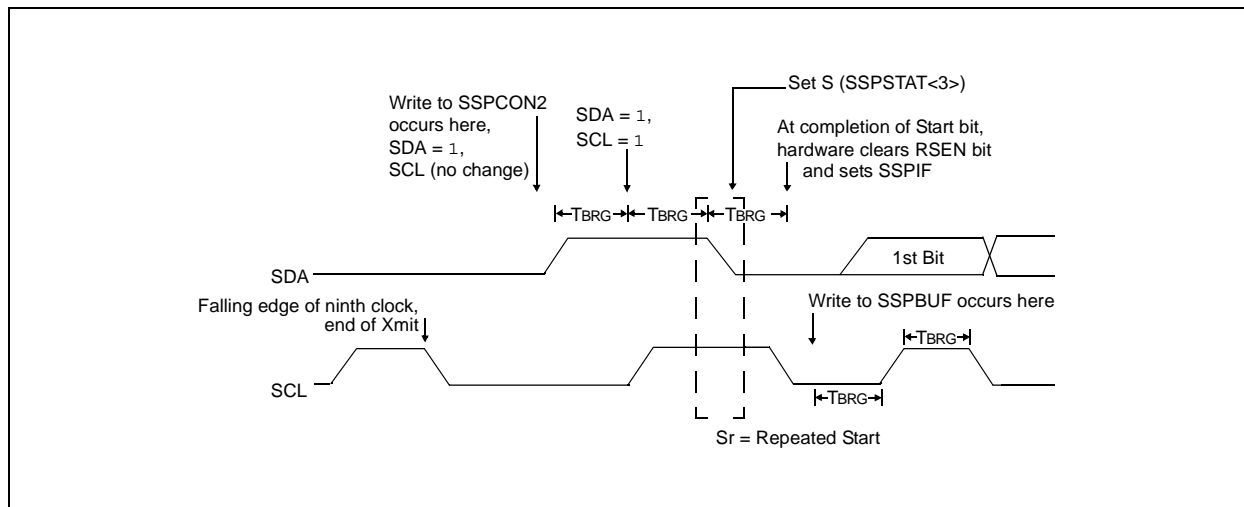 Set S (SSPSTAT<3>)
Write to SSPCON2
occurs here,
SDA = 1,
SCL (no change)
SDA = 1,
SCL = 1
At completion of Start bit,
hardware clears RSEN bit
and sets SSPIF
TBRG
TBRG
TBRG
SDA
1st Bit
Write to SSPBUF occurs here
Falling edge of ninth clock,
end of Xmit
TBRG
SCL
TBRG
Sr = Repeated Start